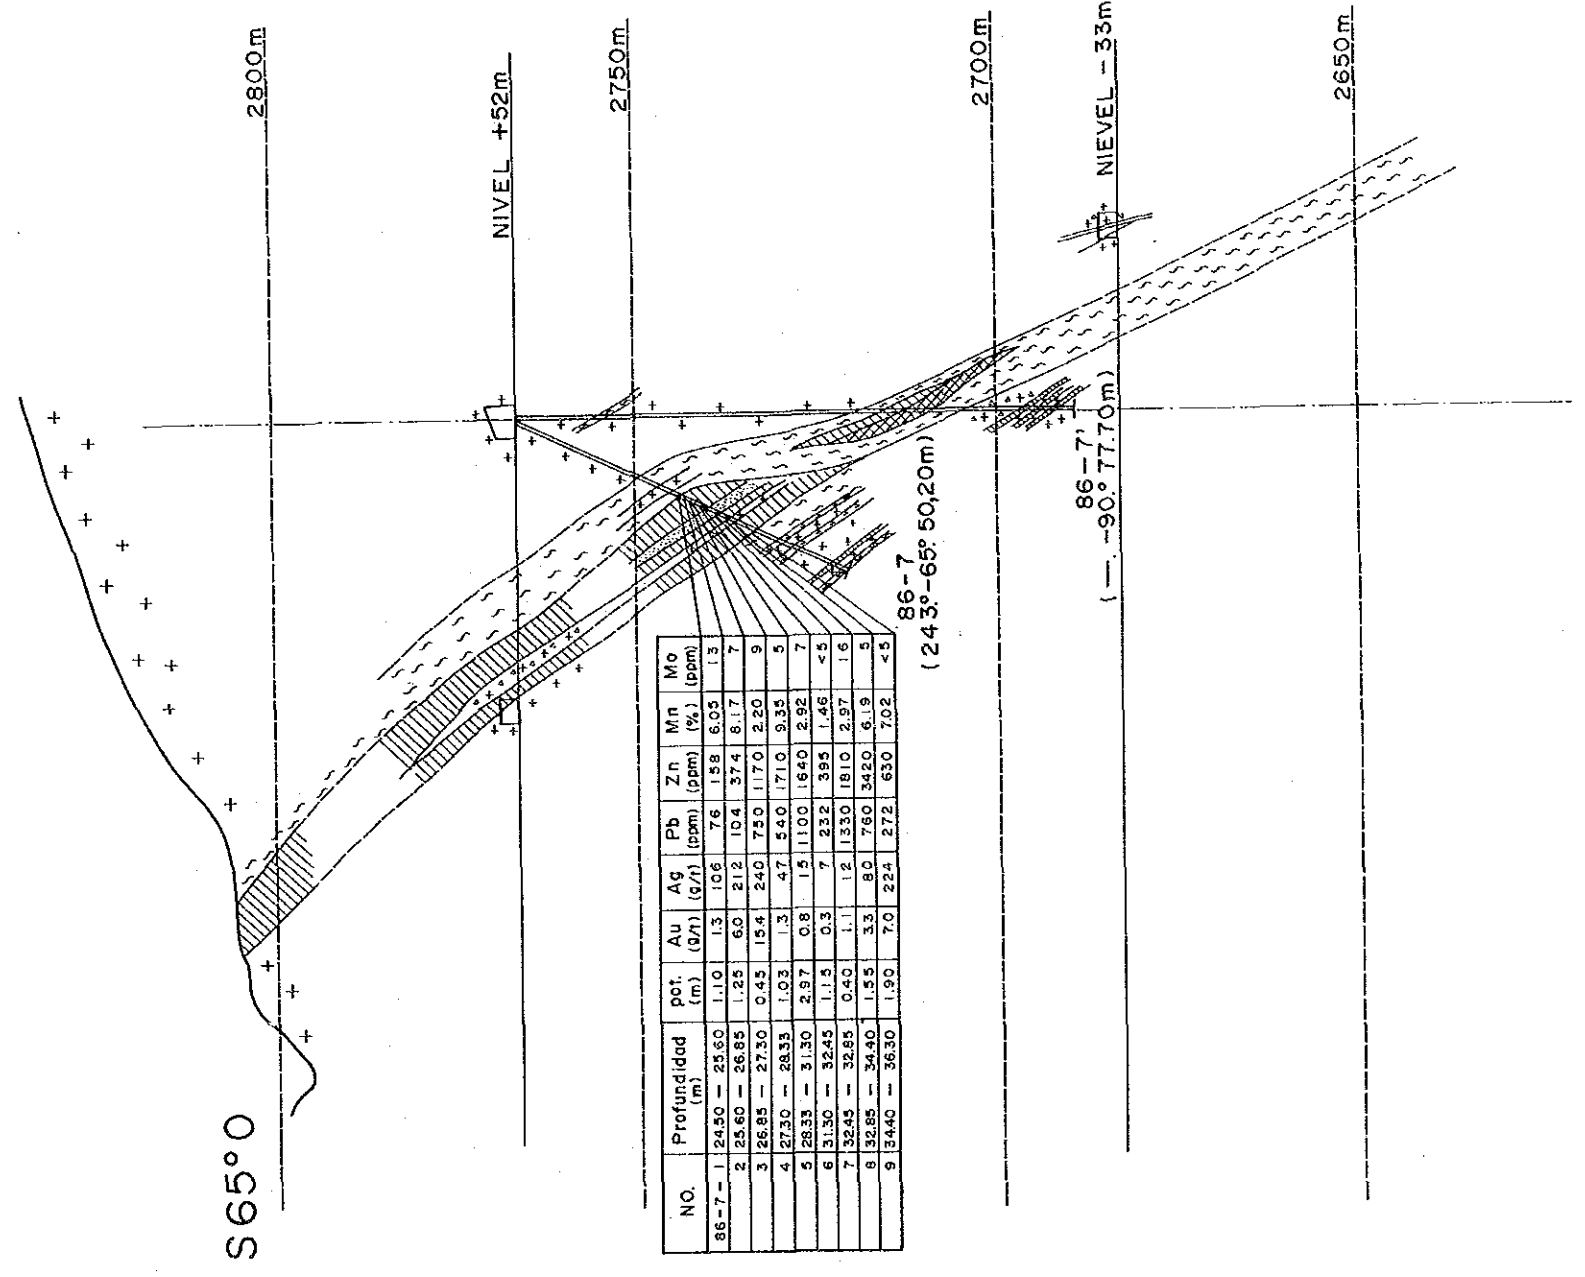 S65°O
2800m
NIVEL +52m
2750m
2700m
NIEVEL -33m
2650m
86-7
(243°-65° 50,20m)
86-7'
(—. -90° 77.70m)
NO. Profundidad (m) pot. (m) Au (g/t) Ag (g/t) Pb (ppm) Zn (ppm) Mn (%) Mo (ppm)
86-7-1 24.50 - 25.60 1.10 1.3 106 76 158 6.05 13
2 25.60 - 26.85 1.25 6.0 212 104 374 8.17 7
3 26.85 - 27.30 0.45 15.4 240 750 1170 2.20 9
4 27.30 - 28.33 1.03 1.3 47 540 1710 9.35 5
5 28.33 - 31.30 2.97 0.8 15 1100 1640 2.92 7
6 31.30 - 32.45 1.15 0.3 7 232 395 1.46 <5
7 32.45 - 32.85 0.40 1.1 12 1330 1810 2.97 16
8 32.85 - 34.40 1.55 3.3 80 760 3420 6.19 5
9 34.40 - 36.30 1.90 7.0 224 272 630 7.02 <5